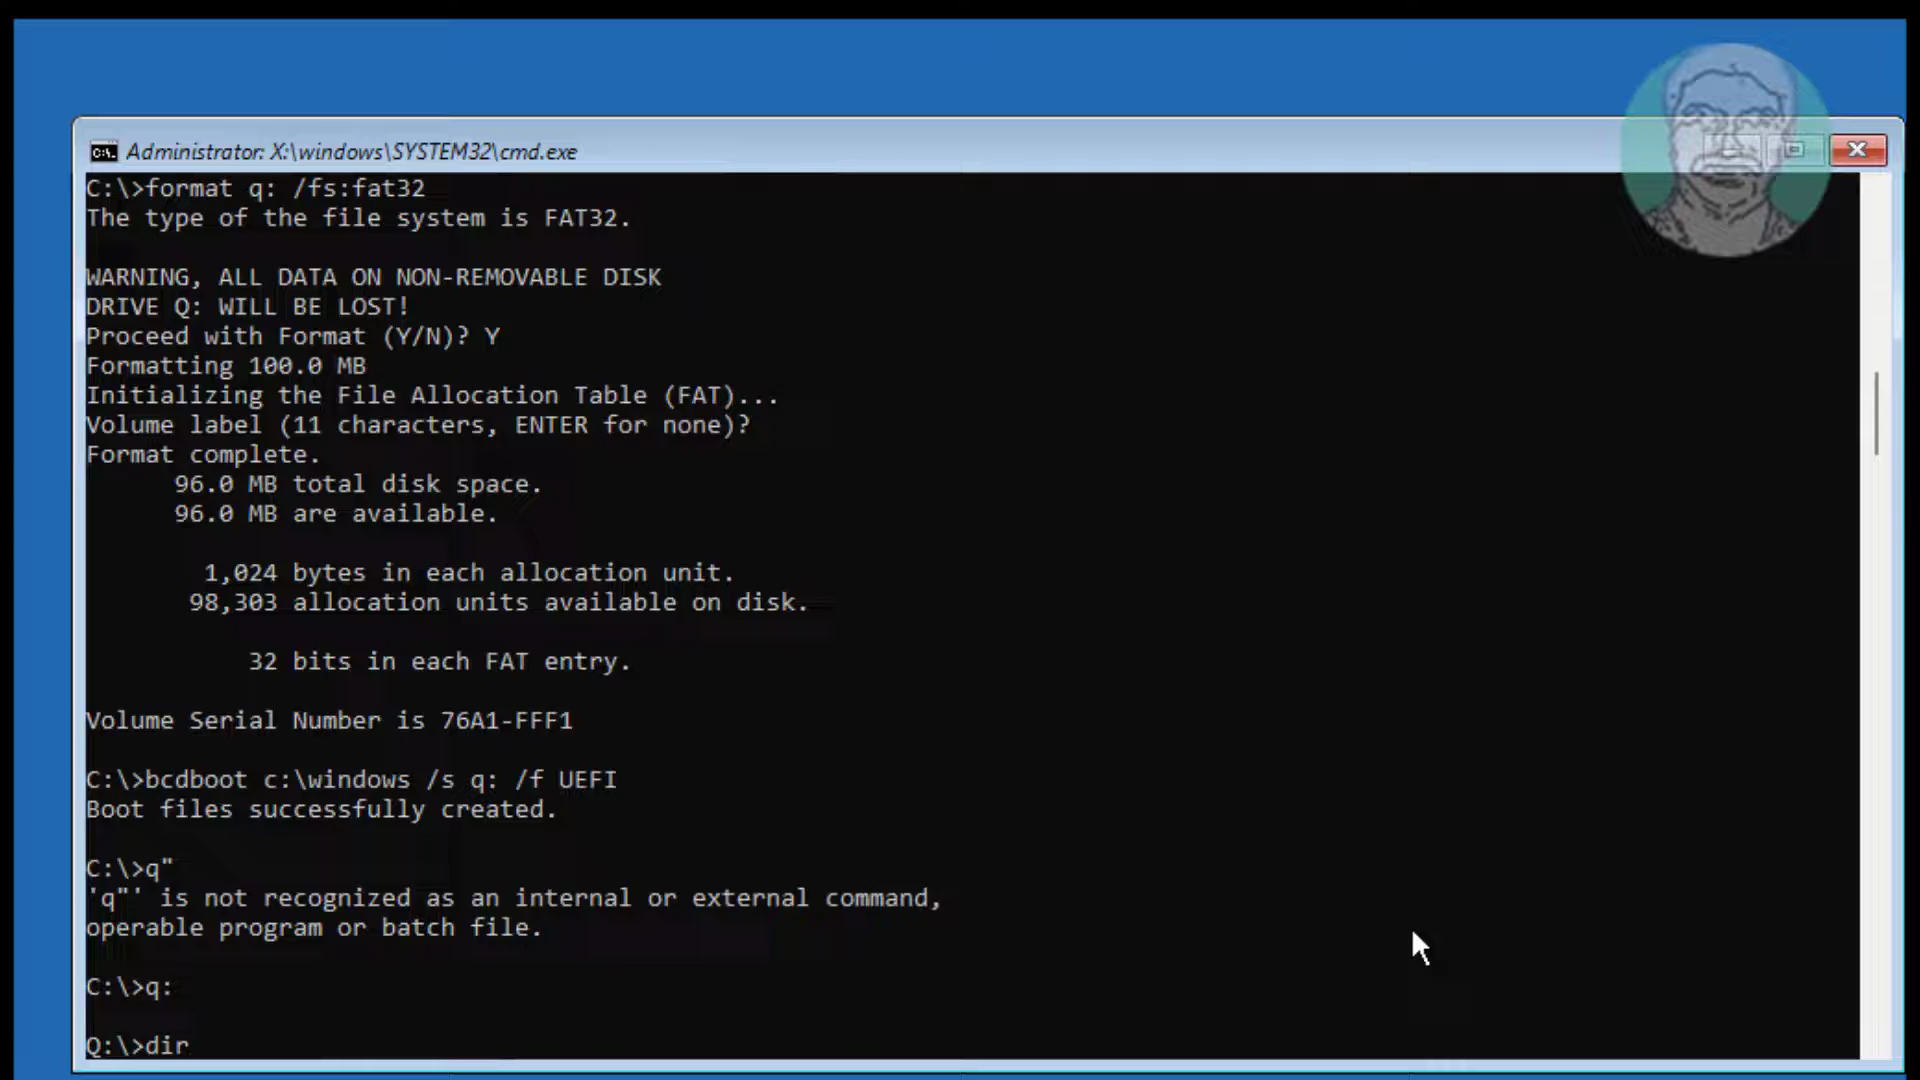 Administrator: X:\windows\SYSTEM32\cmd.exe
C:\>format q: /fs:fat32
The type of the file system is FAT32.
WARNING, ALL DATA ON NON-REMOVABLE DISK
DRIVE Q: WILL BE LOST!
Proceed with Format (Y/N)? Y
Formatting 100.0 MB
Initializing the File Allocation Table (FAT)...
Volume label (11 characters, ENTER for none)?
Format complete.
96.0 MB total disk space.
96.0 MB are available.
1,024 bytes in each allocation unit.
98,303 allocation units available on disk.
32 bits in each FAT entry.
Volume Serial Number is 76A1-FFF1
C:\>bcdboot c:\windows /s q: /f UEFI
Boot files successfully created.
C:\>q"
'q"' is not recognized as an internal or external command,
operable program or batch file.
C:\>q:
Q:\>dir